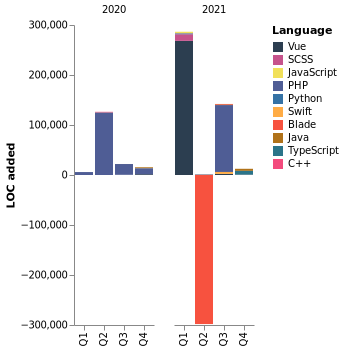 2020
2021
300,000
200,000
100,000
0
−100,000
−200,000
−300,000
LOC added
Q1
Q2
Q3
Q4
Q1
Q2
Q3
Q4
Language
Vue
SCSS
JavaScript
PHP
Python
Swift
Blade
Java
TypeScript
C++